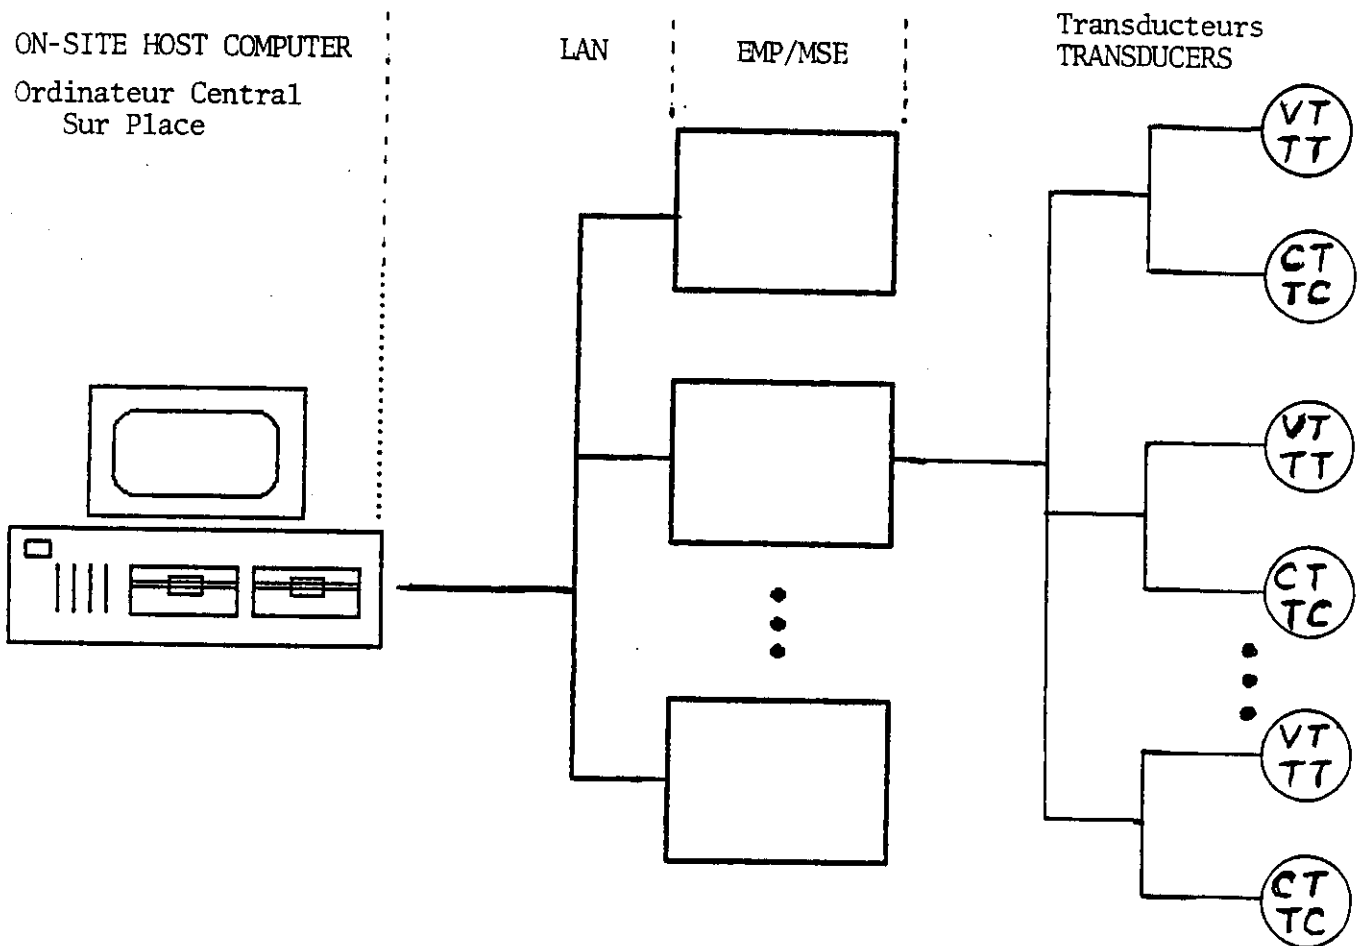 ON-SITE HOST COMPUTER
Ordinateur Central
Sur Place
LAN
EMP/MSE
Transducteurs
TRANSDUCERS
VT
TT
CT
TC
VT
TT
CT
TC
VT
TT
CT
TC